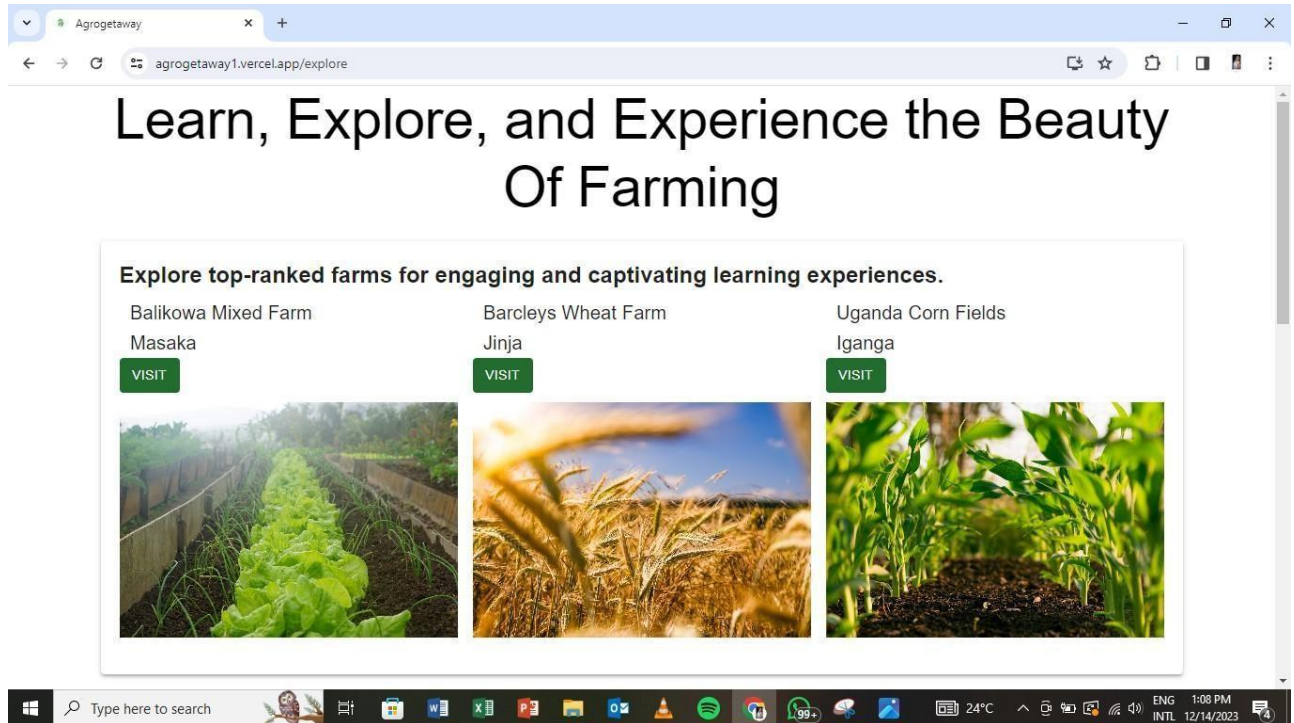 Agrogetaway
agrogetaway1.vercel.app/explore
Learn, Explore, and Experience the Beauty
Of Farming
Explore top-ranked farms for engaging and captivating learning experiences.
Balikowa Mixed Farm
Masaka
VISIT
Barcleys Wheat Farm
Jinja
VISIT
Uganda Corn Fields
Iganga
VISIT
Type here to search
99+
24°C
ENG
INTL
1:08 PM
12/14/2023
4